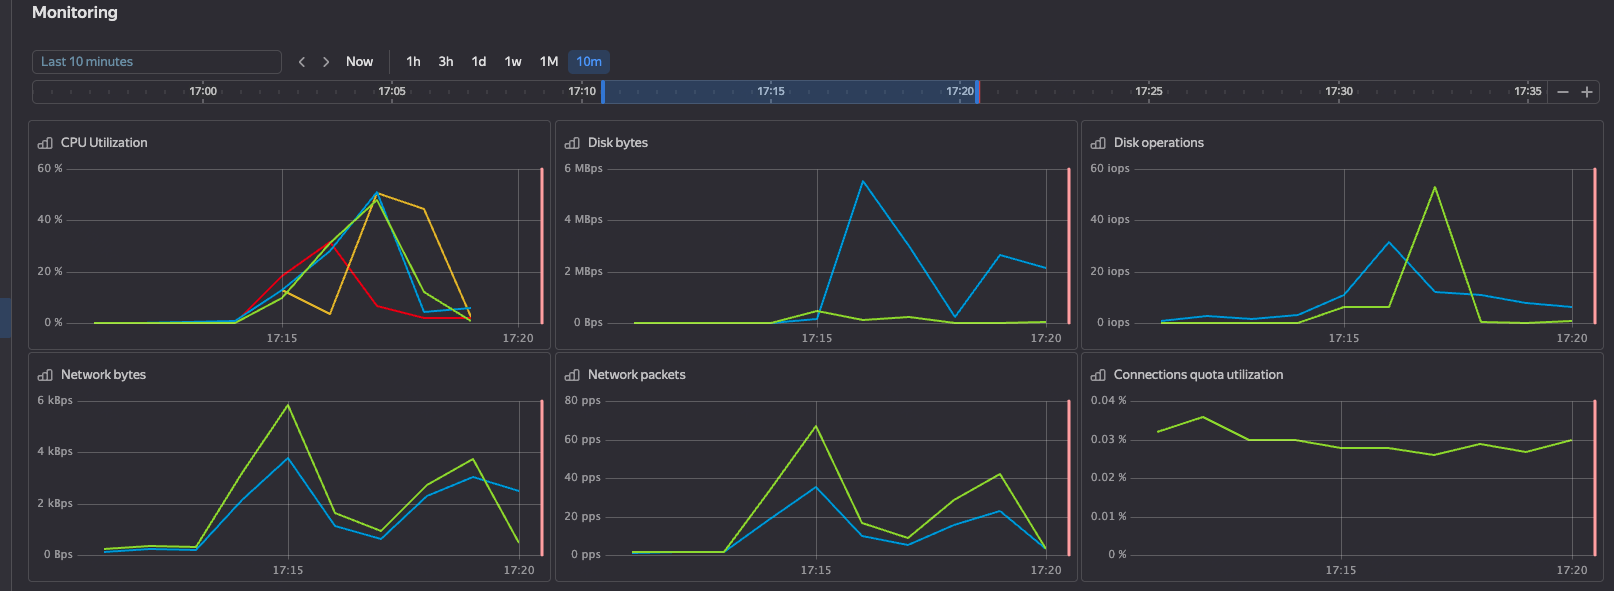 Monitoring
Last 10 minutes < > Now 1h 3h 1d 1w 1M 10m
17:00 17:05 17:10 17:15 17:20 17:25 17:30 17:35 − +
CPU Utilization
60 %
40 %
20 %
0 %
17:15 17:20
Disk bytes
6 MBps
4 MBps
2 MBps
0 Bps
17:15 17:20
Disk operations
60 iops
40 iops
20 iops
0 iops
17:15 17:20
Network bytes
6 kBps
4 kBps
2 kBps
0 Bps
17:15 17:20
Network packets
80 pps
60 pps
40 pps
20 pps
0 pps
17:15 17:20
Connections quota utilization
0.04 %
0.03 %
0.02 %
0.01 %
0 %
17:15 17:20